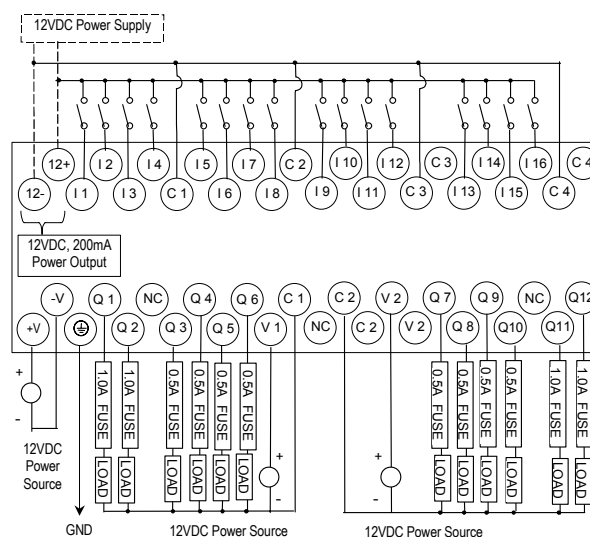 12VDC Power Supply
12+ I 2 I 4 I 5 I 7 C 2 I 10 I 12 C 3 I 14 I 16 C 4
12- I 1 I 3 C 1 I 6 I 8 I 9 I 11 C 3 I 13 I 15 C 4
12VDC, 200mA
Power Output
-V Q 1 NC Q 4 Q 6 C 1 C 2 V 2 Q 7 Q 9 NC Q12
+V Q 2 Q 3 Q 5 V 1 NC C 2 V 2 Q 8 Q10 Q11
+ 1.0A FUSE 1.0A FUSE 0.5A FUSE 0.5A FUSE 0.5A FUSE 0.5A FUSE 0.5A FUSE 0.5A FUSE 0.5A FUSE 0.5A FUSE 1.0A FUSE 1.0A FUSE
-
+ +
12VDC
Power
Source
LOAD LOAD LOAD LOAD LOAD LOAD LOAD LOAD LOAD LOAD LOAD LOAD
- -
GND 12VDC Power Source 12VDC Power Source